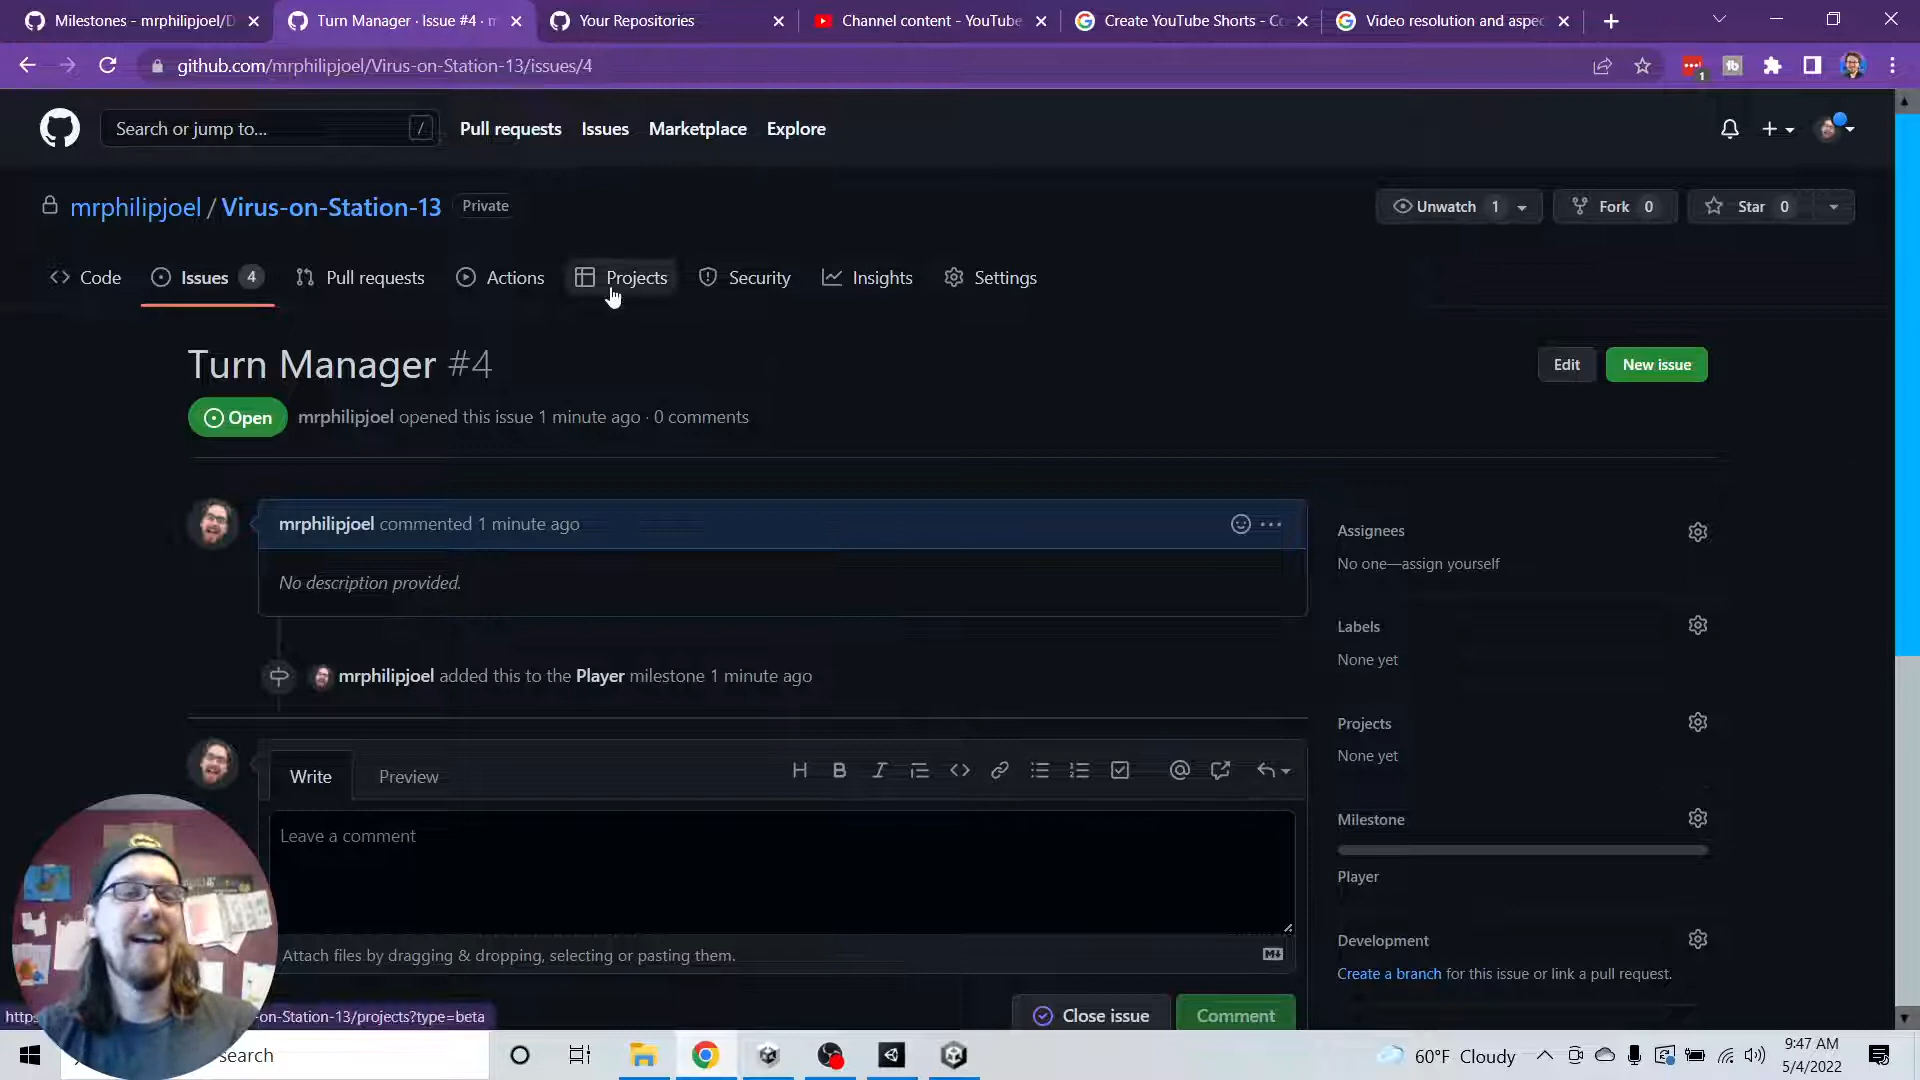 Milestones - mrphilipjoel/D
Turn Manager · Issue #4 · m
Your Repositories
Channel content - YouTube
Create YouTube Shorts - Co
Video resolution and aspec
github.com/mrphilipjoel/Virus-on-Station-13/issues/4
1
Search or jump to...
/
Pull requests
Issues
Marketplace
Explore
mrphilipjoel / Virus-on-Station-13
Private
Unwatch 1
Fork 0
Star 0
Code
Issues 4
Pull requests
Actions
Projects
Security
Insights
Settings
Turn Manager #4
Edit
New issue
Open
mrphilipjoel opened this issue 1 minute ago · 0 comments
mrphilipjoel commented 1 minute ago
No description provided.
mrphilipjoel added this to the Player milestone 1 minute ago
Assignees
No one—assign yourself
Labels
None yet
Projects
None yet
Milestone
Player
Development
Create a branch for this issue or link a pull request.
Write
Preview
Leave a comment
Attach files by dragging & dropping, selecting or pasting them.
Close issue
Comment
https
-on-Station-13/projects?type=beta
search
60°F Cloudy
9:47 AM
5/4/2022